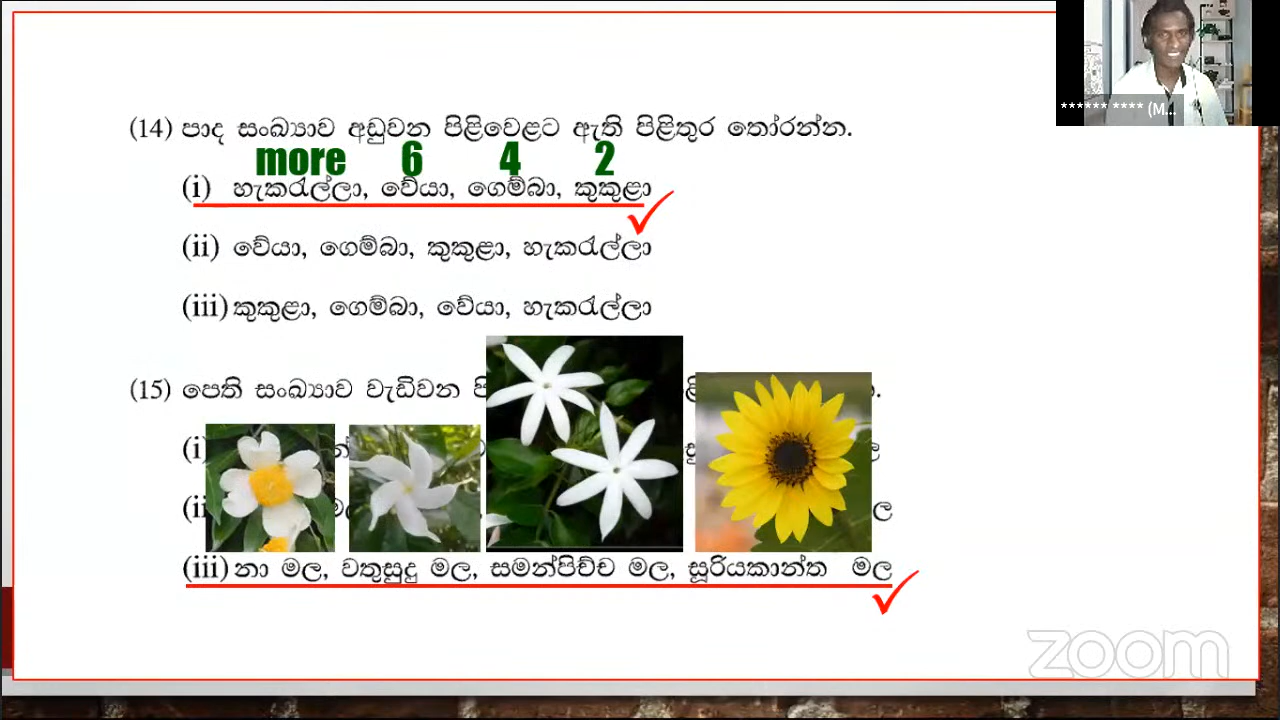 ****** **** (M...
(14) පාද සංඛ්‍යාව අඩුවන පිළිවෙළට ඇති පිළිතුර තෝරන්න.
more 6 4 2
(i) හැකරැල්ලා, වේයා, ගෙම්බා, කුකුළා
(ii) වේයා, ගෙම්බා, කුකුළා, හැකරැල්ලා
(iii) කුකුළා, ගෙම්බා, වේයා, හැකරැල්ලා
(15) පෙති සංඛ්‍යාව වැඩිවන
(i)
(iii) නා මල, වතුසුදු මල, සමන්පිච්ච මල, සූරියකාන්ත මල
zoom